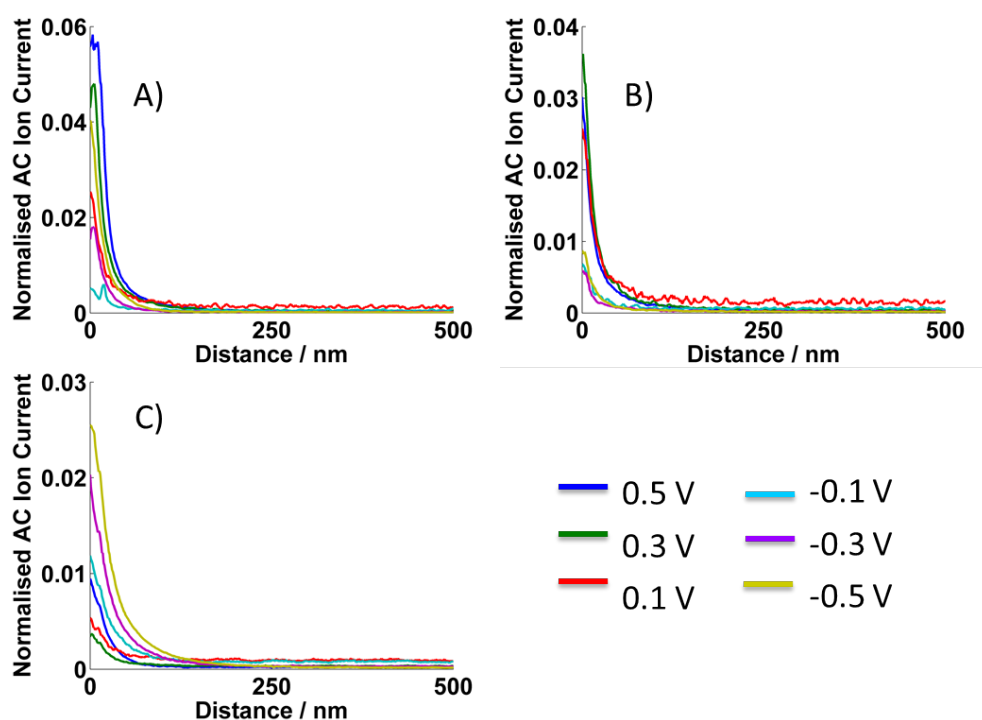 Normalised AC Ion Current
0.06
0.04
0.02
0
A)
0
250
500
Distance / nm
Normalised AC Ion Current
0.04
0.03
0.02
0.01
0
B)
0
250
500
Distance / nm
Normalised AC Ion Current
0.03
0.02
0.01
0
C)
0
250
500
Distance / nm
0.5 V
-0.1 V
0.3 V
-0.3 V
0.1 V
-0.5 V